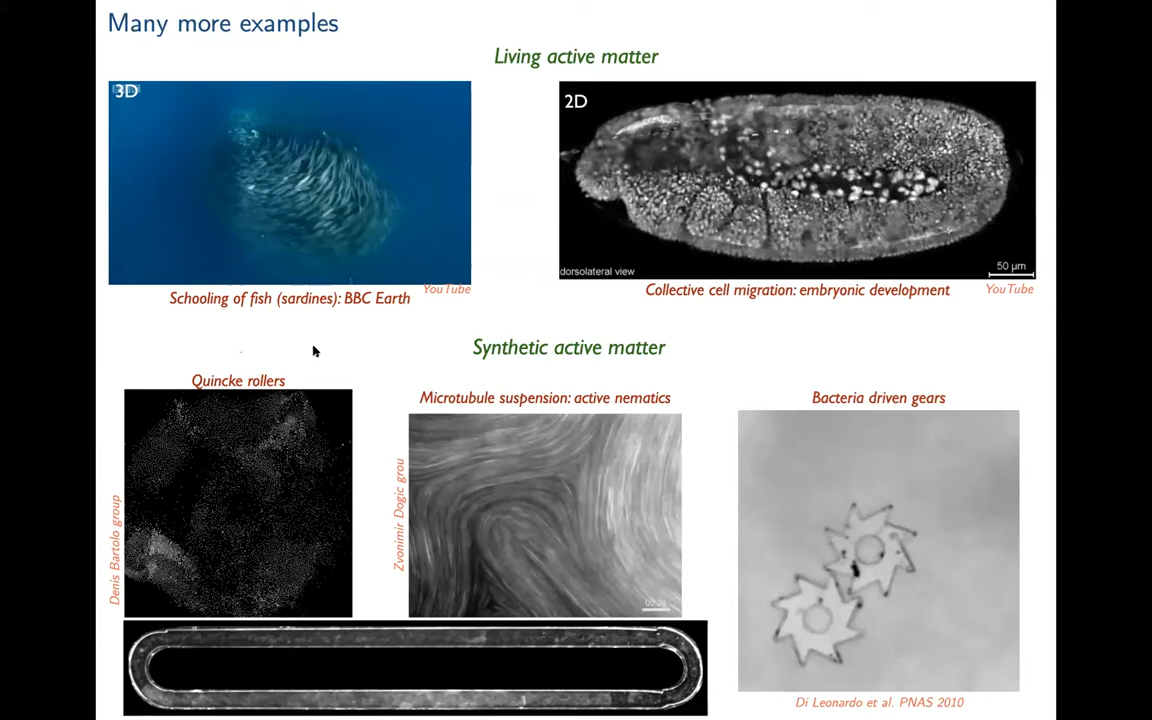 Many more examples
Living active matter
3D
2D
dorsolateral view
50 μm
Schooling of fish (sardines): BBC Earth
YouTube
Collective cell migration: embryonic development
YouTube
Synthetic active matter
Quincke rollers
Microtubule suspension: active nematics
Bacteria driven gears
Denis Bartolo group
Zvonimir Dogic grou
Di Leonardo et al. PNAS 2010